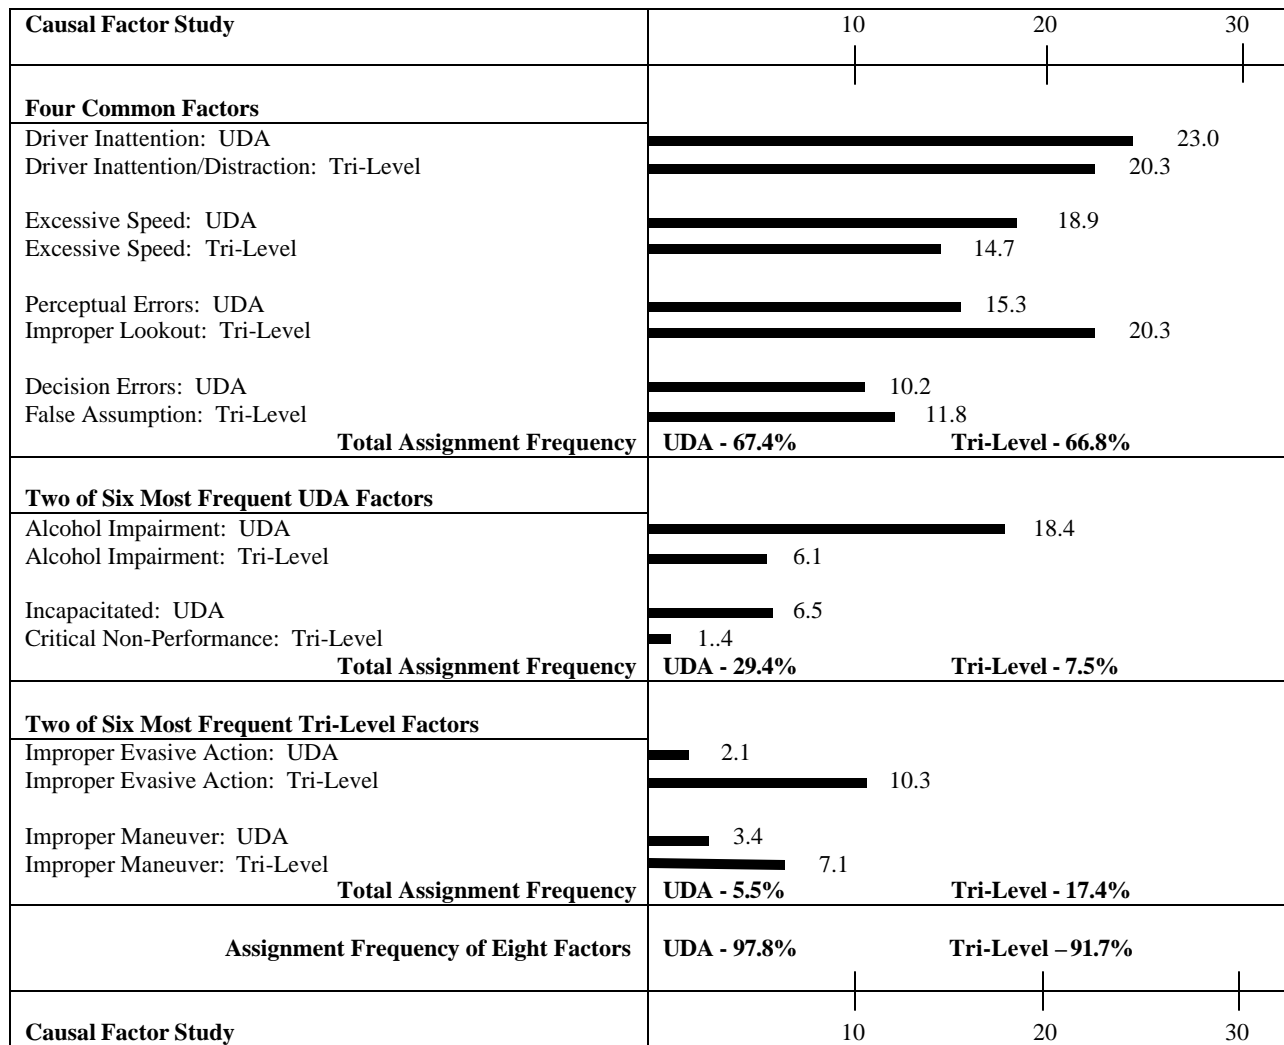 Causal Factor Study 10 20 30
Four Common Factors
Driver Inattention: UDA 23.0
Driver Inattention/Distraction: Tri-Level 20.3
Excessive Speed: UDA 18.9
Excessive Speed: Tri-Level 14.7
Perceptual Errors: UDA 15.3
Improper Lookout: Tri-Level 20.3
Decision Errors: UDA 10.2
False Assumption: Tri-Level 11.8
Total Assignment Frequency UDA - 67.4% Tri-Level - 66.8%
Two of Six Most Frequent UDA Factors
Alcohol Impairment: UDA 18.4
Alcohol Impairment: Tri-Level 6.1
Incapacitated: UDA 6.5
Critical Non-Performance: Tri-Level 1..4
Total Assignment Frequency UDA - 29.4% Tri-Level - 7.5%
Two of Six Most Frequent Tri-Level Factors
Improper Evasive Action: UDA 2.1
Improper Evasive Action: Tri-Level 10.3
Improper Maneuver: UDA 3.4
Improper Maneuver: Tri-Level 7.1
Total Assignment Frequency UDA - 5.5% Tri-Level - 17.4%
Assignment Frequency of Eight Factors UDA - 97.8% Tri-Level – 91.7%
Causal Factor Study 10 20 30